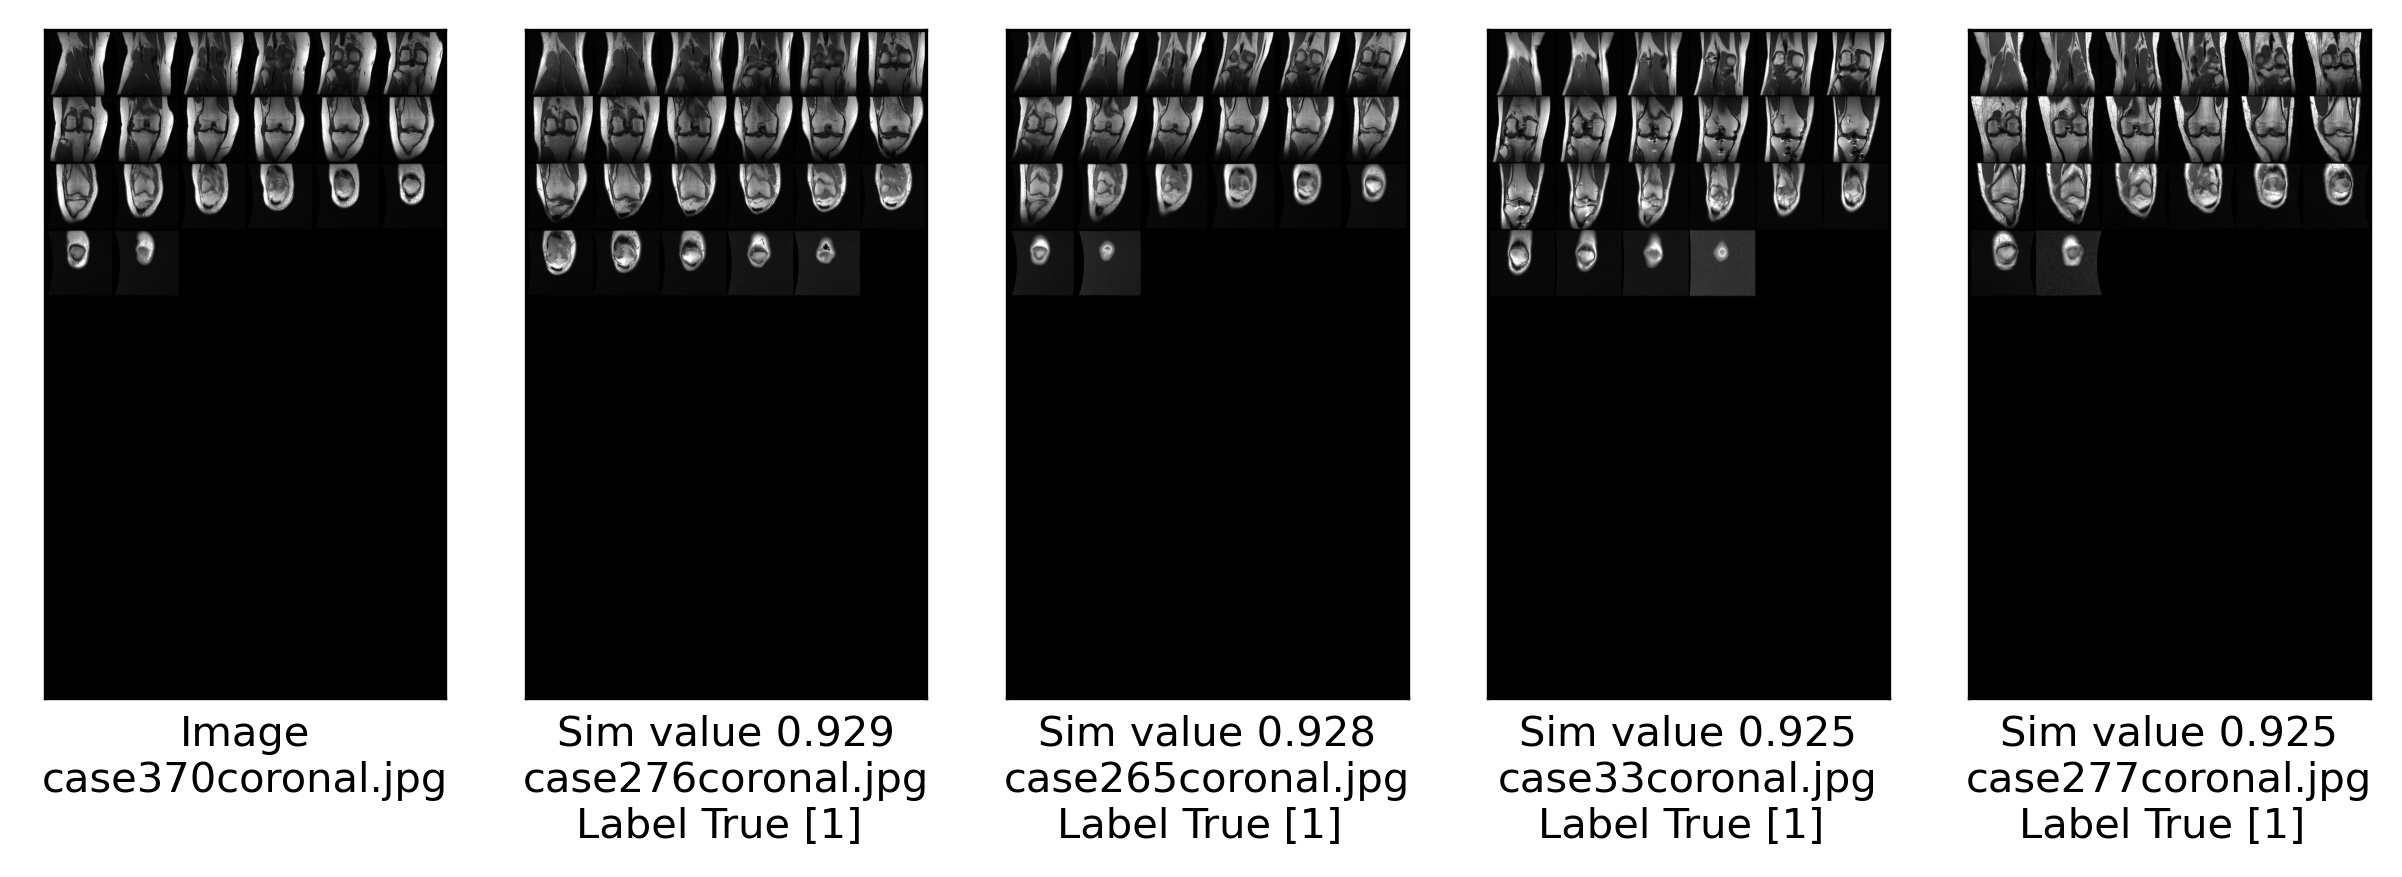 Image
case370coronal.jpg
Sim value 0.929
case276coronal.jpg
Label True [1]
Sim value 0.928
case265coronal.jpg
Label True [1]
Sim value 0.925
case33coronal.jpg
Label True [1]
Sim value 0.925
case277coronal.jpg
Label True [1]